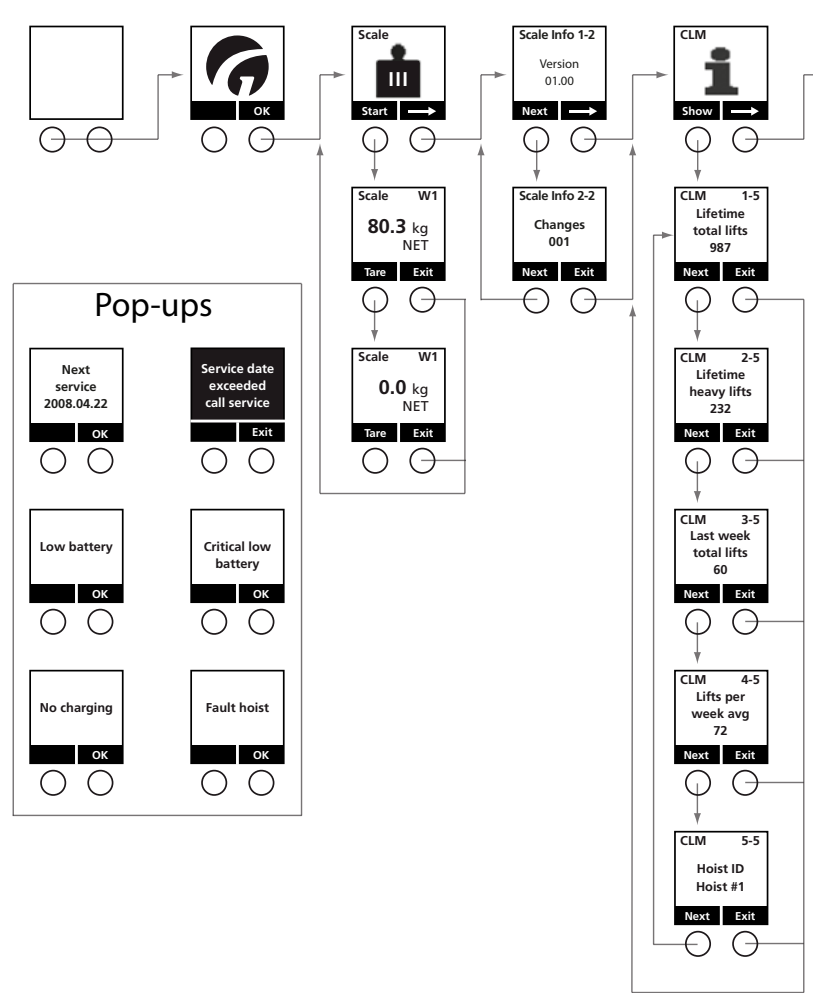 OK
Scale
Start
Scale Info 1-2
Version
01.00
Next
CLM
Show
Scale W1
80.3 kg
NET
Tare Exit
Scale Info 2-2
Changes
001
Next Exit
CLM 1-5
Lifetime
total lifts
987
Next Exit
Pop-ups
Next
service
2008.04.22
OK
Service date
exceeded
call service
Exit
Scale W1
0.0 kg
NET
Tare Exit
CLM 2-5
Lifetime
heavy lifts
232
Next Exit
Low battery
OK
Critical low
battery
OK
CLM 3-5
Last week
total lifts
60
Next Exit
No charging
OK
Fault hoist
OK
CLM 4-5
Lifts per
week avg
72
Next Exit
CLM 5-5
Hoist ID
Hoist #1
Next Exit